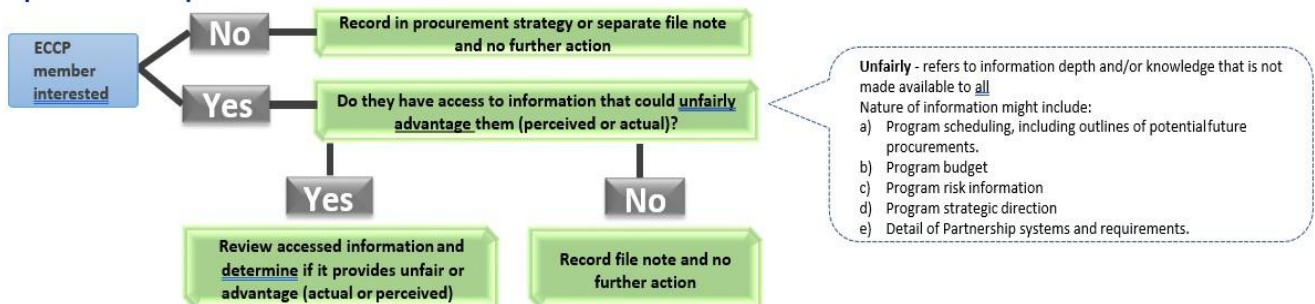 No
Record in procurement strategy or separate file note
and no further action
ECCP
member
interested
Yes
Do they have access to information that could unfairly
advantage them (perceived or actual)?
Unfairly - refers to information depth and/or knowledge that is not
made available to all
Nature of information might include:
a) Program scheduling, including outlines of potential future
procurements.
b) Program budget
c) Program risk information
d) Program strategic direction
e) Detail of Partnership systems and requirements.
Yes
No
Review accessed information and
determine if it provides unfair or
advantage (actual or perceived)
Record file note and no
further action